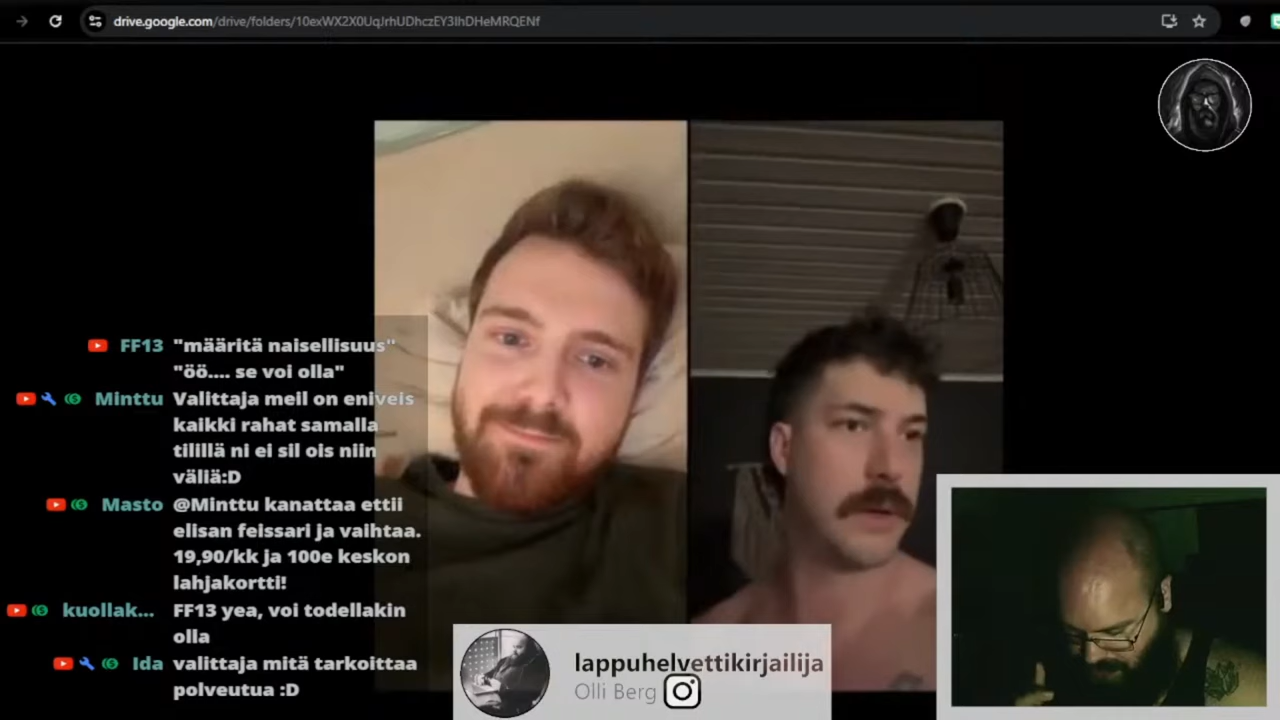 drive.google.com/drive/folders/10exWX2X0UqJrhUDhczEY3IhDHeMRQENf
FF13 "määritä naisellisuus"
"öö.... se voi olla"
Minttu Valittaja meil on eniveis
kaikki rahat samalla
tilillä ni ei sil ois niin
väliä:D
Masto @Minttu kanattaa ettii
elisan feissari ja vaihtaa.
19,90/kk ja 100e keskon
lahjakortti!
kuollak... FF13 yea, voi todellakin
olla
Ida valittaja mitä tarkoittaa
polveutua :D
lappuhelvettikirjailija
Olli Berg